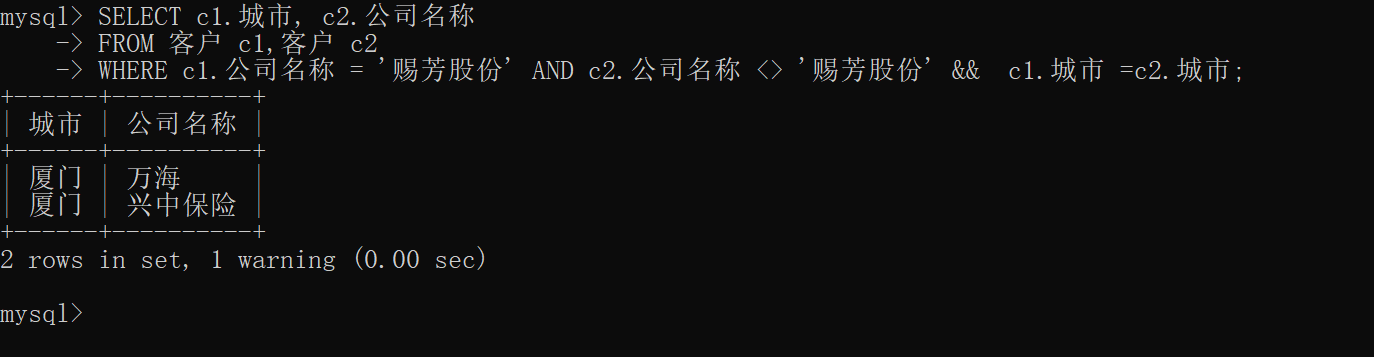 mysql> SELECT c1.城市, c2.公司名称
    -> FROM 客户 c1,客户 c2
    -> WHERE c1.公司名称 = '赐芳股份' AND c2.公司名称 <> '赐芳股份' &&  c1.城市 =c2.城市;
+------+----------+
| 城市 | 公司名称 |
+------+----------+
| 厦门 | 万海     |
| 厦门 | 兴中保险 |
+------+----------+
2 rows in set, 1 warning (0.00 sec)
mysql>